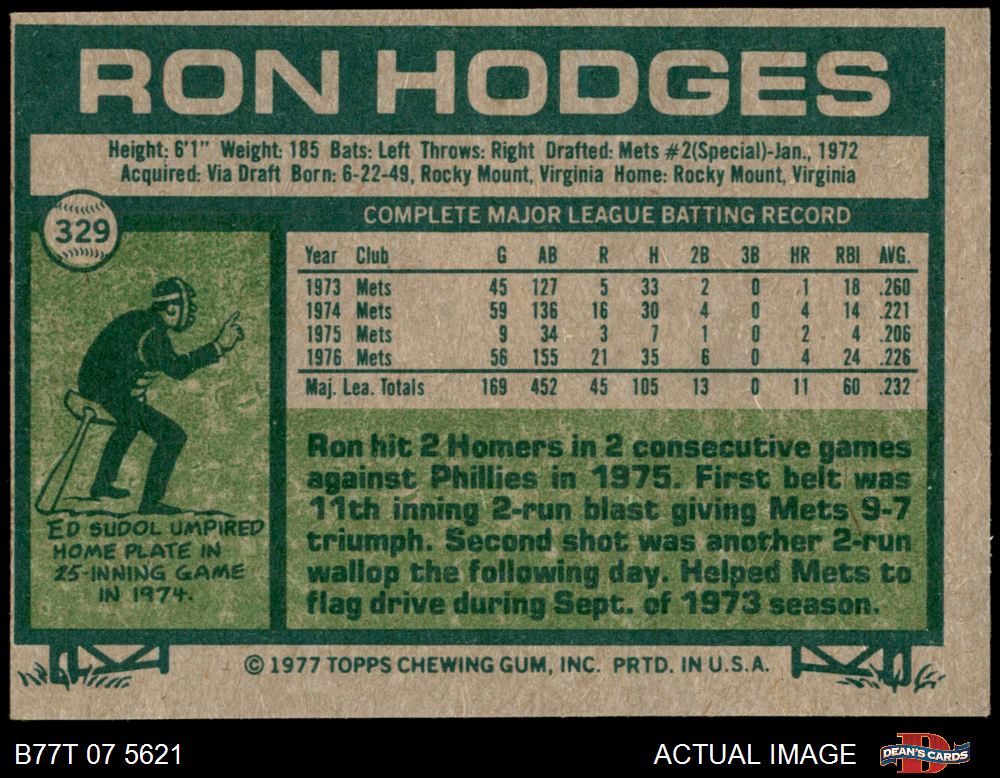 RON HODGES
Height: 6'1" Weight: 185 Bats: Left Throws: Right Drafted: Mets #2(Special)-Jan., 1972
Acquired: Via Draft Born: 6-22-49, Rocky Mount, Virginia Home: Rocky Mount, Virginia
329
COMPLETE MAJOR LEAGUE BATTING RECORD
Year Club G AB R H 2B 3B HR RBI AVG.
1973 Mets 45 127 5 33 2 0 1 18 .260
1974 Mets 59 136 16 30 4 0 4 14 .221
1975 Mets 9 34 3 7 1 0 2 4 .206
1976 Mets 56 155 21 35 6 0 4 24 .226
Maj. Lea. Totals 169 452 45 105 13 0 11 60 .232
ED SUDOL UMPIRED
HOME PLATE IN
25-INNING GAME
IN 1974.
Ron hit 2 Homers in 2 consecutive games
against Phillies in 1975. First belt was
11th inning 2-run blast giving Mets 9-7
triumph. Second shot was another 2-run
wallop the following day. Helped Mets to
flag drive during Sept. of 1973 season.
© 1977 TOPPS CHEWING GUM, INC. PRTD. IN U.S.A.
B77T 07 5621
ACTUAL IMAGE
D
DEAN'S CARDS